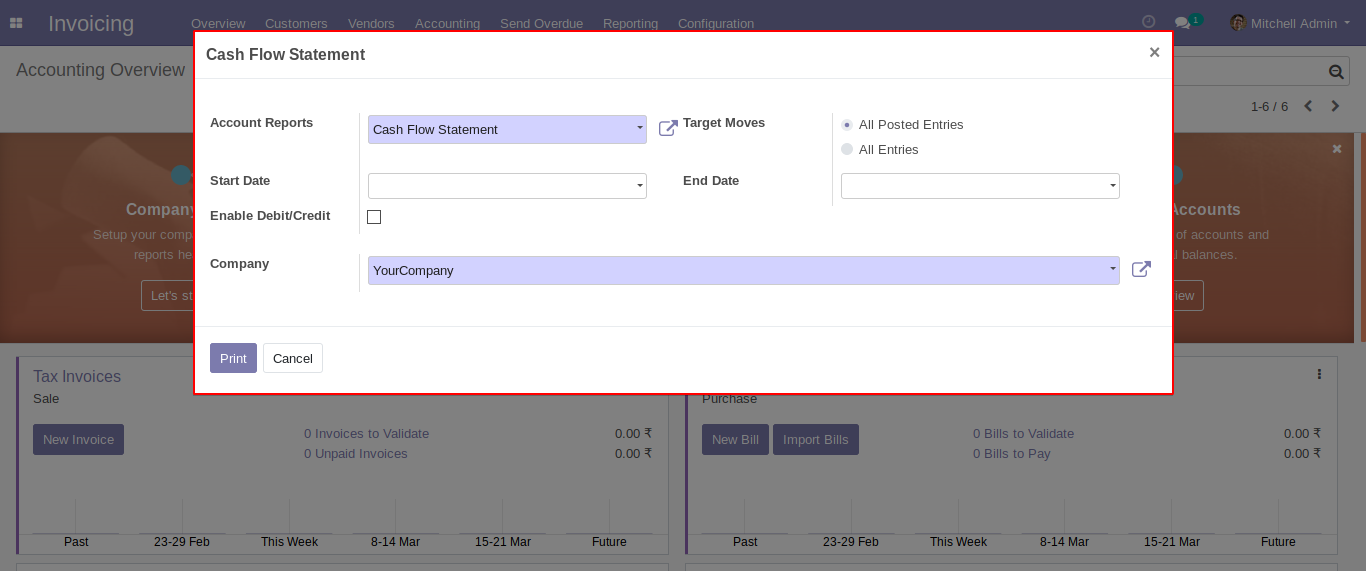 Invoicing Overview Customers Vendors Accounting Send Overdue Reporting Configuration 1 Mitchell Admin
Cash Flow Statement ×
Accounting Overview
1-6 / 6
Account Reports Cash Flow Statement Target Moves All Posted Entries
All Entries
Start Date End Date
Enable Debit/Credit
Company YourCompany
Company
Setup your comp
reports he
Let's st
Accounts
of accounts and
balances.
iew
Print Cancel
Tax Invoices
Sale
New Invoice
0 Invoices to Validate 0.00 ₹
0 Unpaid Invoices 0.00 ₹
Past 23-29 Feb This Week 8-14 Mar 15-21 Mar Future
Purchase
New Bill Import Bills
0 Bills to Validate 0.00 ₹
0 Bills to Pay 0.00 ₹
Past 23-29 Feb This Week 8-14 Mar 15-21 Mar Future